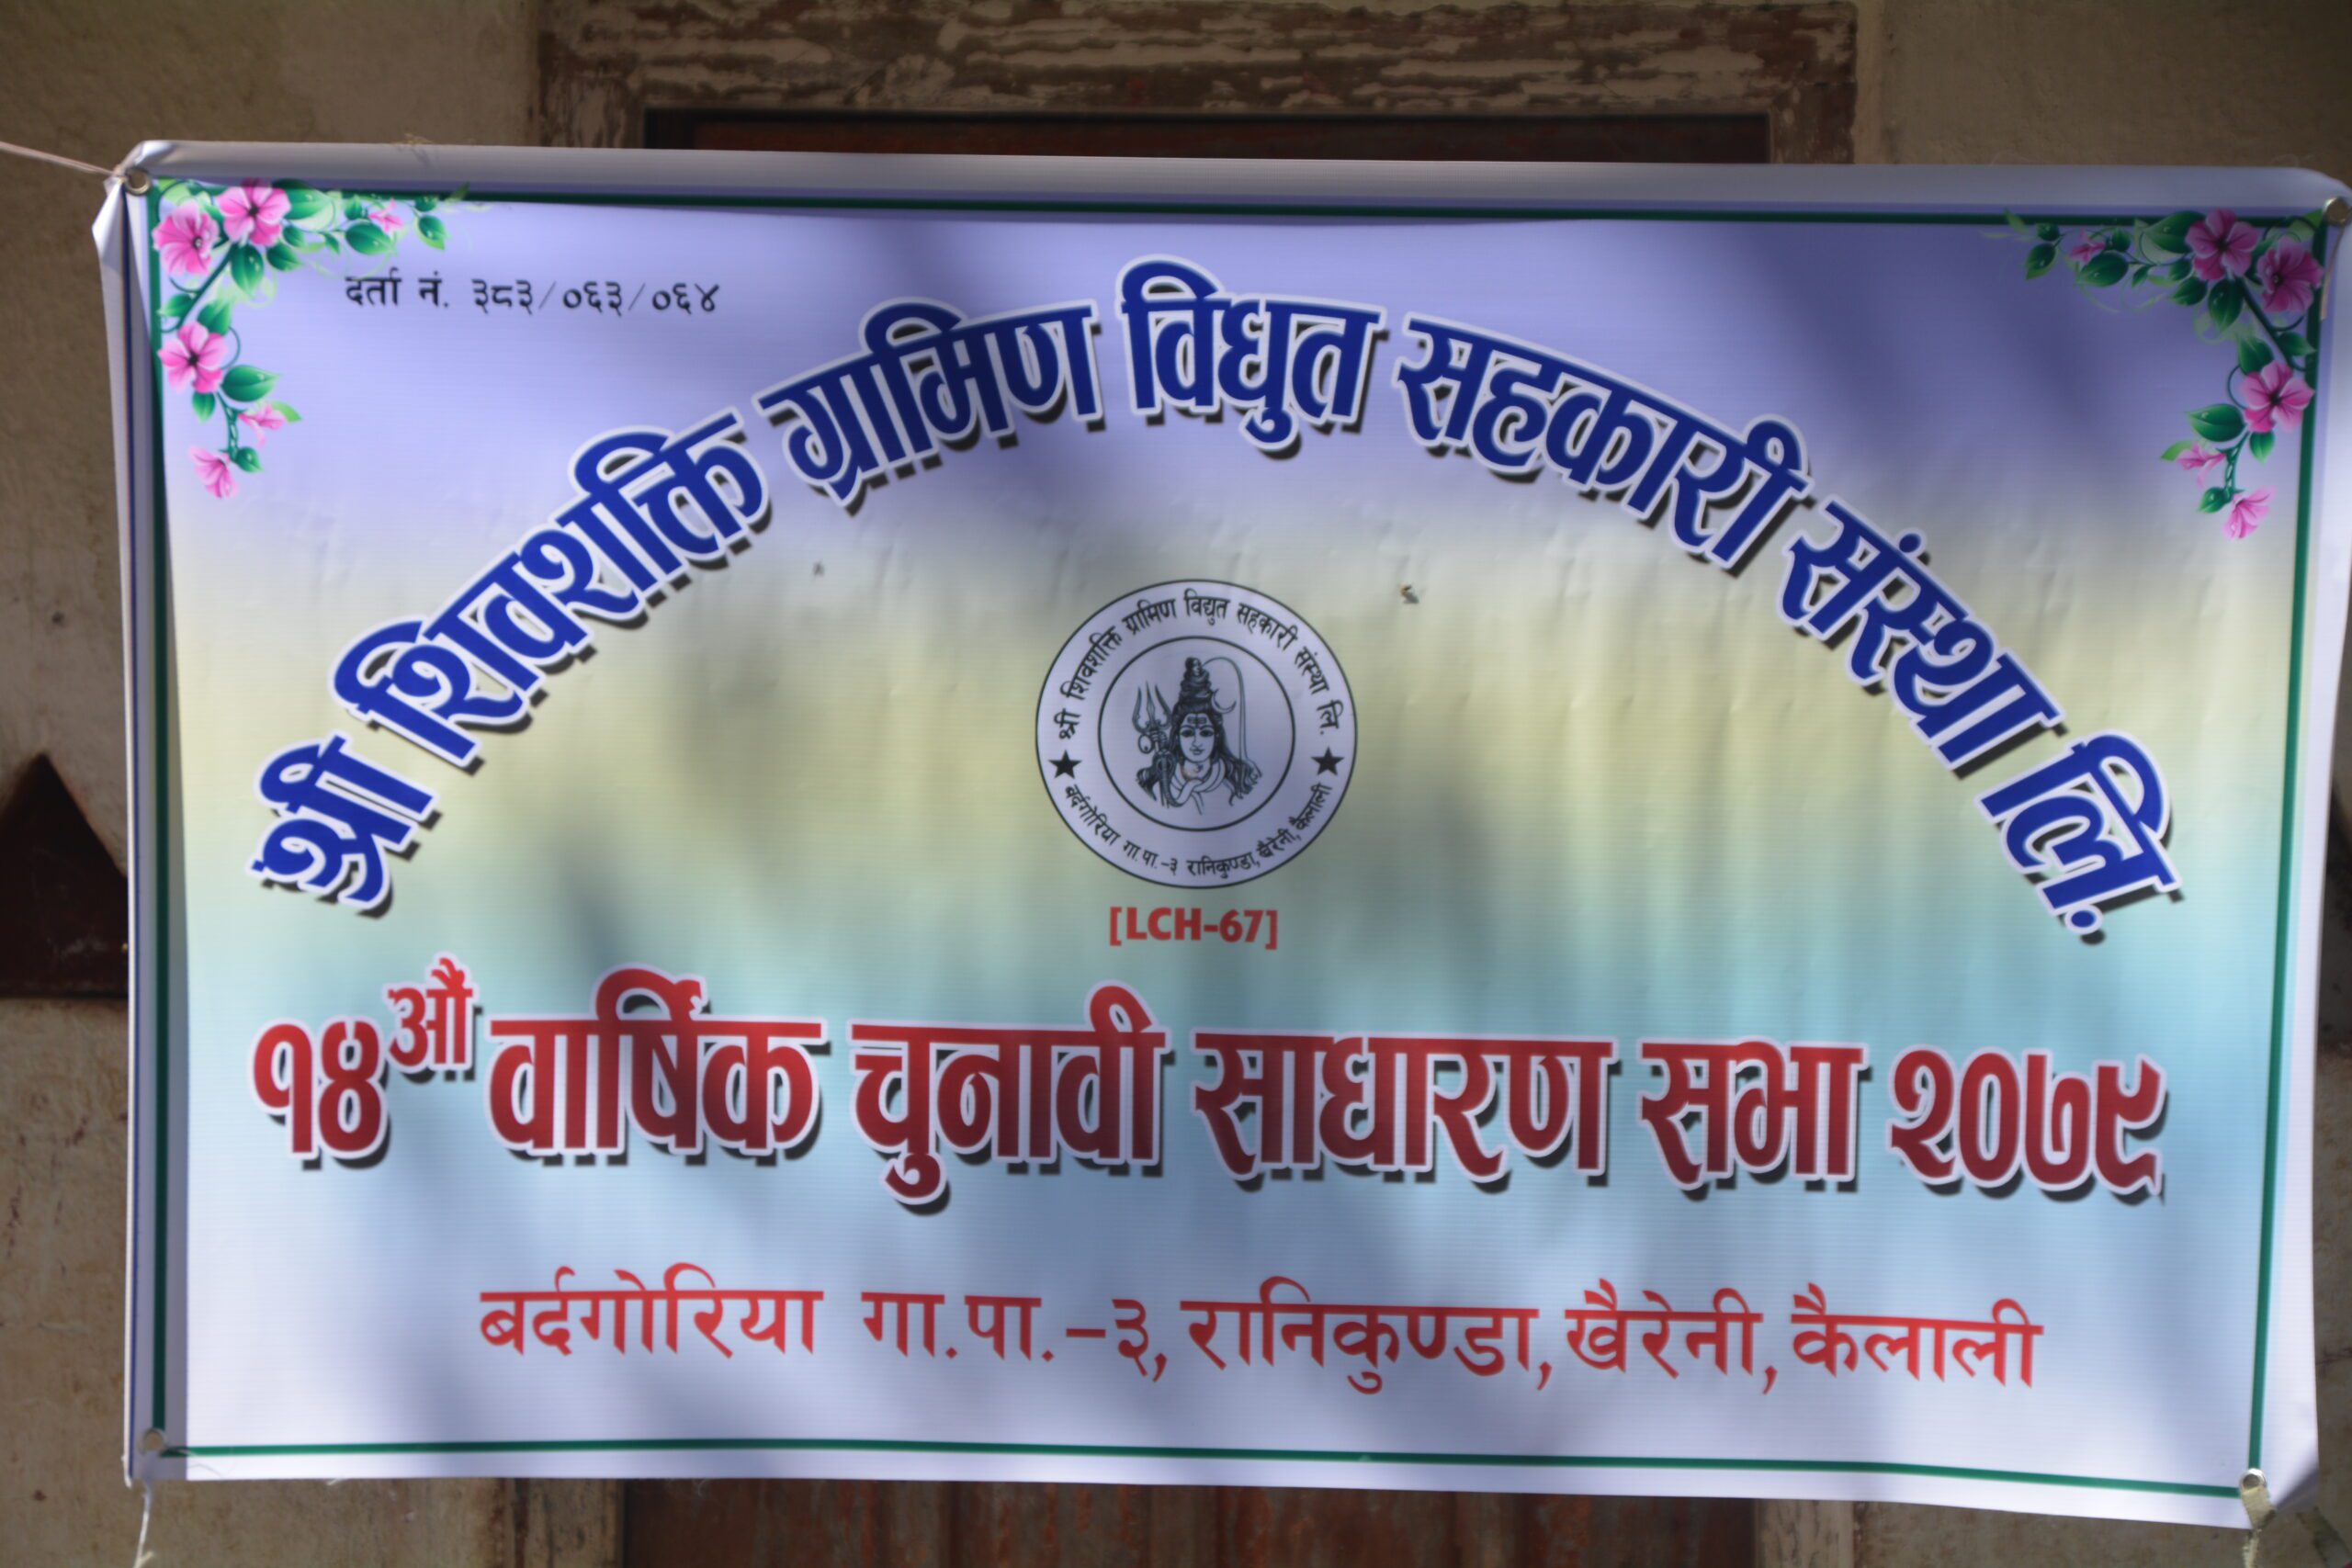 दर्ता नं. ३८३/०६३/०६४
श्री शिवशक्ति ग्रामिण विधुत सहकारी संस्था लि.
श्री शिवशक्ति ग्रामिण विद्युत सहकारी संस्था लि.
★ बर्दगोरिया गा.पा.-३ रानिकुण्डा, खैरेनी, कैलाली ★
[LCH-67]
१४औ वार्षिक चुनावी साधारण सभा २०७९
बर्दगोरिया गा.पा.-३, रानिकुण्डा, खैरेनी, कैलाली